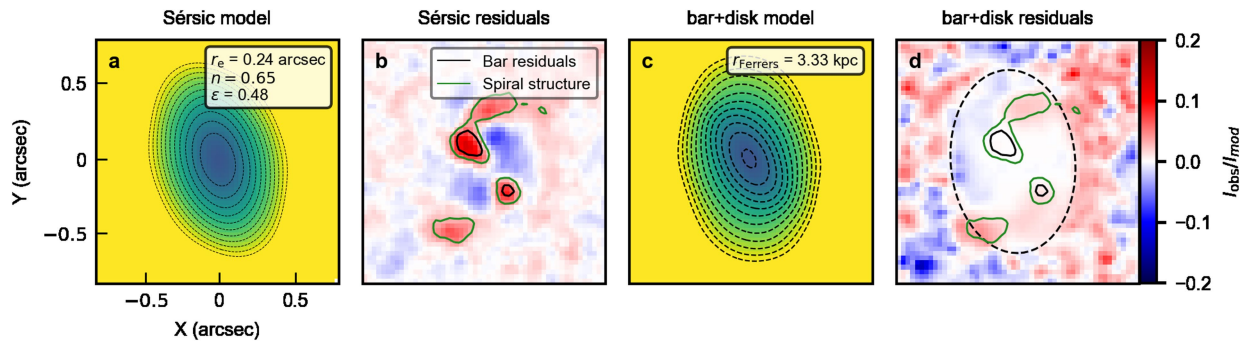 Sérsic model
Sérsic residuals
bar+disk model
bar+disk residuals
a
rₑ = 0.24 arcsec
n = 0.65
ε = 0.48
b
Bar residuals
Spiral structure
c
r_Ferrers = 3.33 kpc
d
0.5
0
−0.5
Y (arcsec)
−0.5
0
0.5
X (arcsec)
0.2
0.1
0.0
−0.1
−0.2
I_obs/I_mod